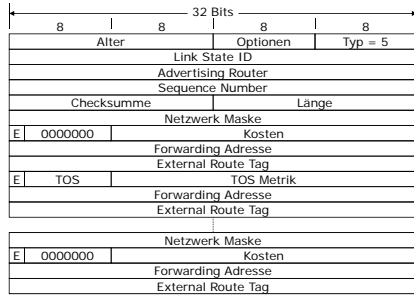 32 Bits
8 8 8 8
Alter Optionen Typ = 5
Link State ID
Advertising Router
Sequence Number
Checksumme Länge
Netzwerk Maske
E 0000000 Kosten
Forwarding Adresse
External Route Tag
E TOS TOS Metrik
Forwarding Adresse
External Route Tag
Netzwerk Maske
E 0000000 Kosten
Forwarding Adresse
External Route Tag